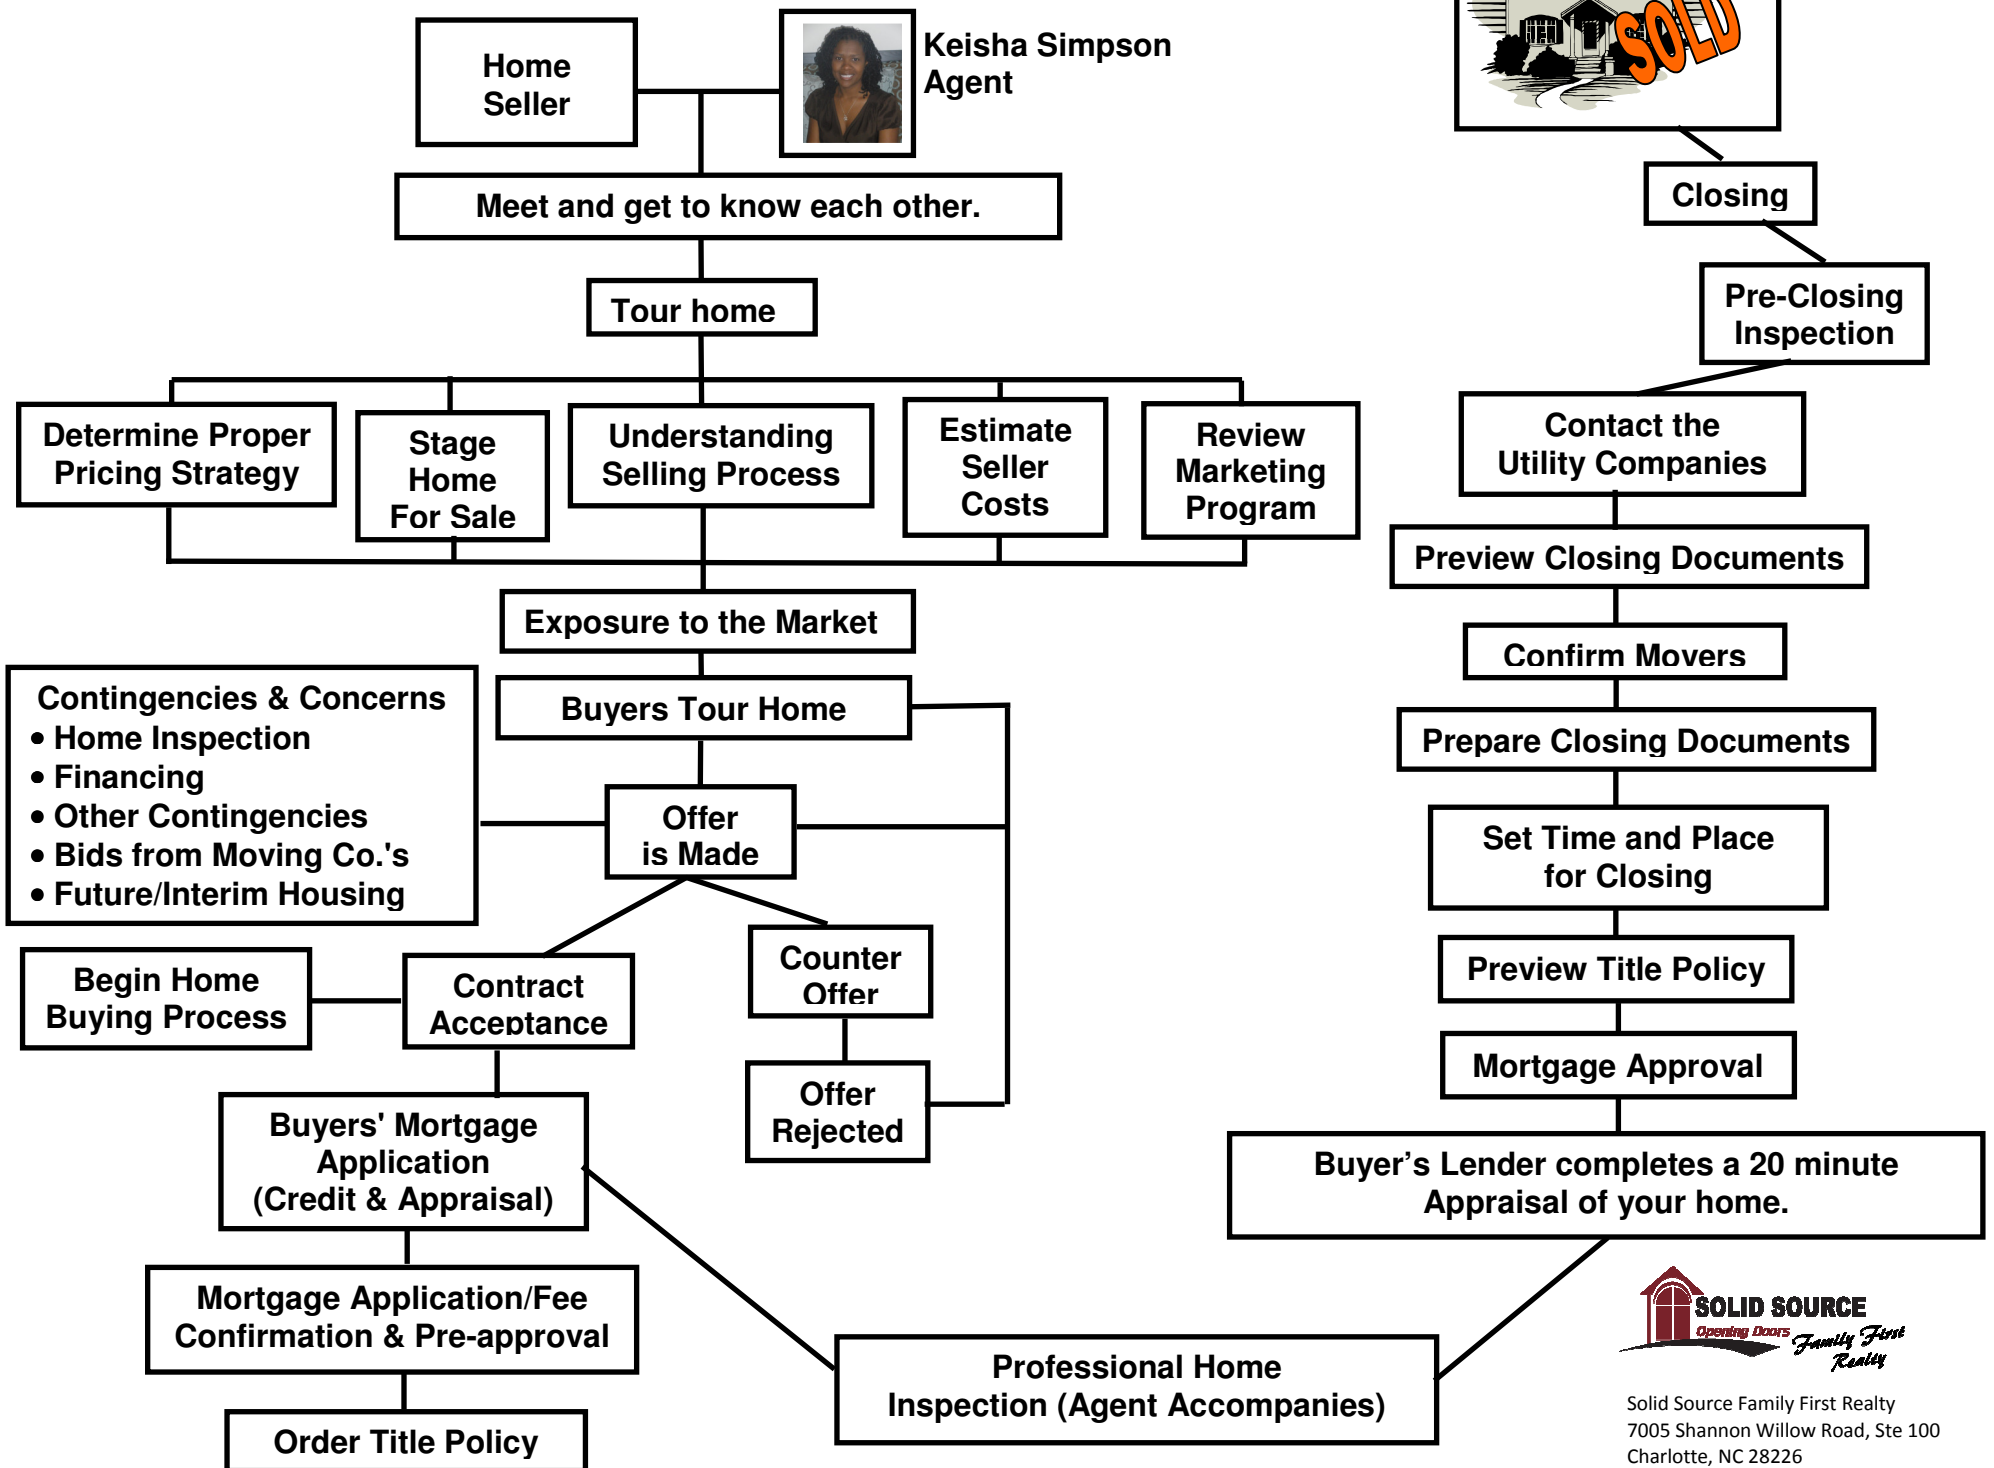 Home
Seller
Keisha Simpson
Agent
SOLD
Meet and get to know each other.
Closing
Tour home
Pre-Closing
Inspection
Determine Proper
Pricing Strategy
Stage
Home
For Sale
Understanding
Selling Process
Estimate
Seller
Costs
Review
Marketing
Program
Contact the
Utility Companies
Preview Closing Documents
Exposure to the Market
Confirm Movers
Contingencies & Concerns
• Home Inspection
• Financing
• Other Contingencies
• Bids from Moving Co.'s
• Future/Interim Housing
Buyers Tour Home
Prepare Closing Documents
Offer
is Made
Set Time and Place
for Closing
Begin Home
Buying Process
Contract
Acceptance
Counter
Offer
Preview Title Policy
Offer
Rejected
Mortgage Approval
Buyers' Mortgage
Application
(Credit & Appraisal)
Buyer’s Lender completes a 20 minute
Appraisal of your home.
Mortgage Application/Fee
Confirmation & Pre-approval
Professional Home
Inspection (Agent Accompanies)
Order Title Policy
SOLID SOURCE
Opening Doors
Family First
Realty
Solid Source Family First Realty
7005 Shannon Willow Road, Ste 100
Charlotte, NC 28226